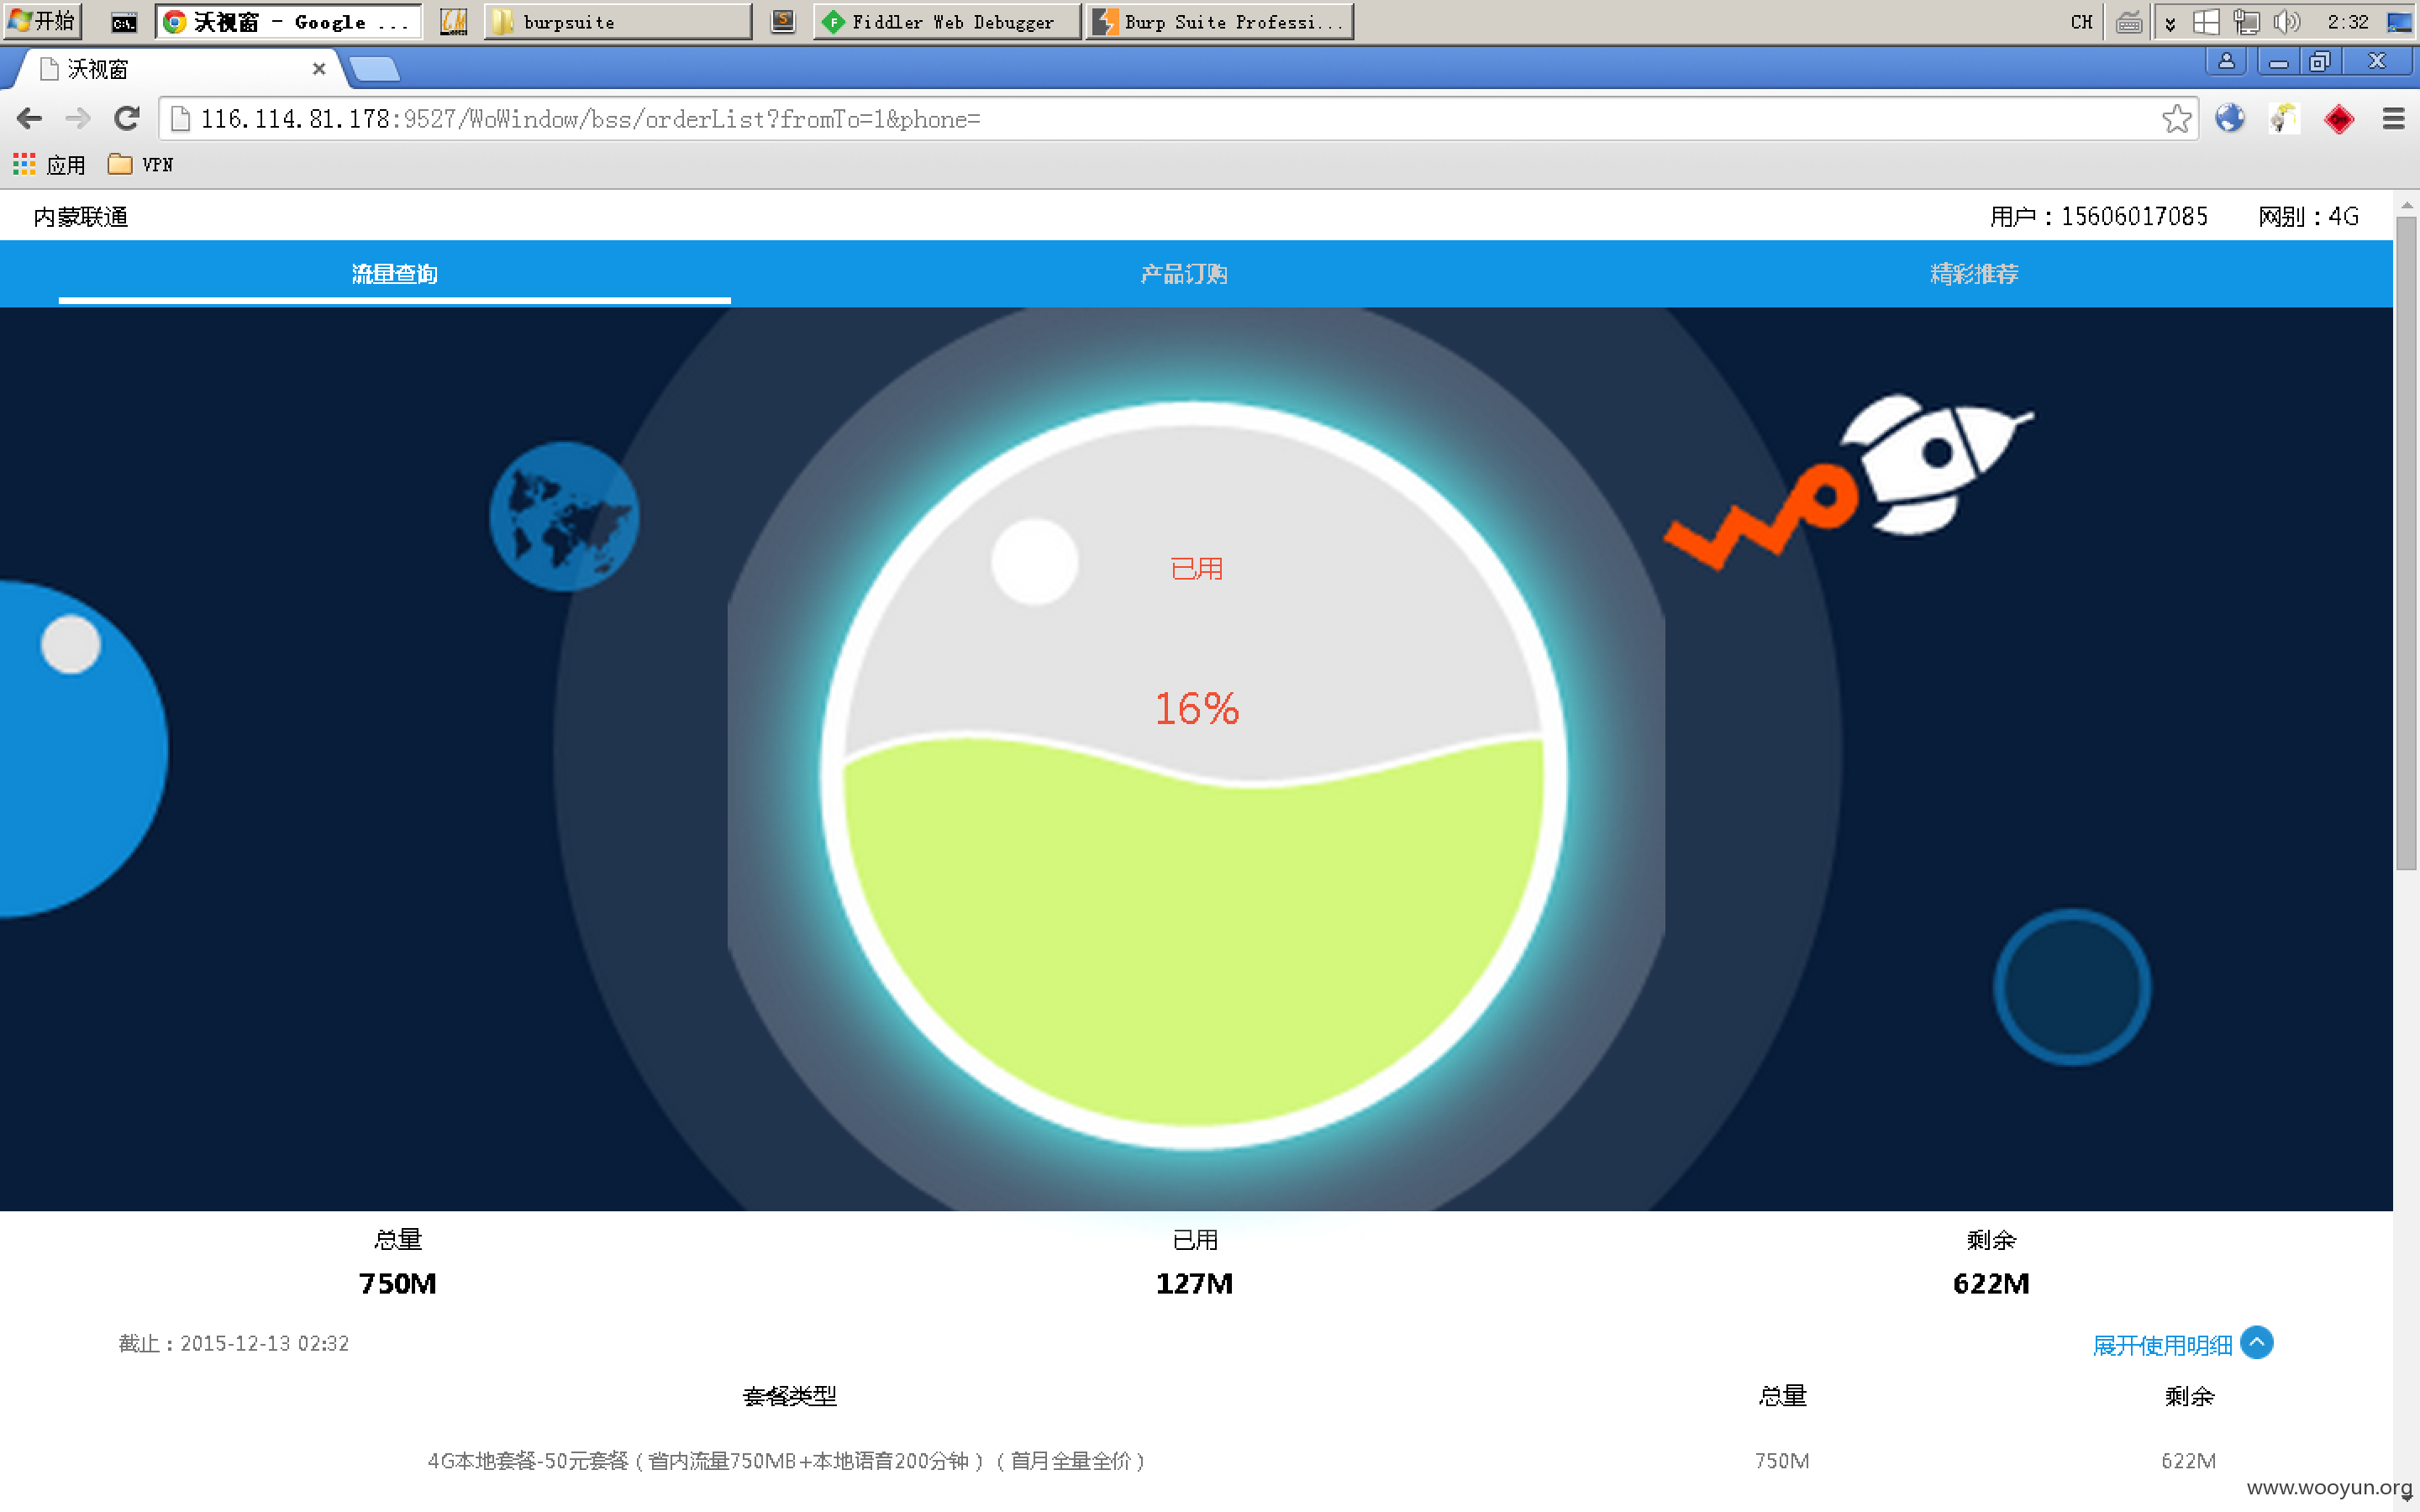 开始
沃视窗 - Google ...
burpsuite
Fiddler Web Debugger
Burp Suite Professi...
CH
2:32
沃视窗
116.114.81.178:9527/WoWindow/bss/orderList?fromTo=1&phone=
应用
VPN
内蒙联通
用户：15606017085
网别：4G
流量查询
产品订购
精彩推荐
wo
已用
16%
总量
已用
剩余
750M
127M
622M
截止：2015-12-13 02:32
展开使用明细
套餐类型
总量
剩余
4G本地套餐-50元套餐（省内流量750MB+本地语音200分钟）（首月全量全价）
750M
622M
www.wooyun.org